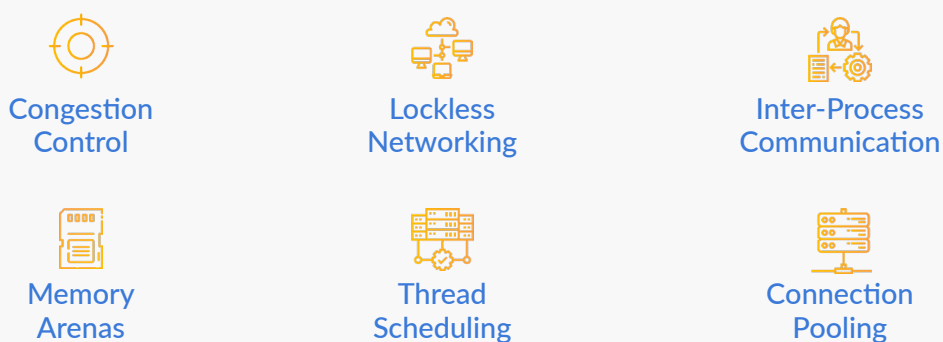 Congestion
Control
Lockless
Networking
Inter-Process
Communication
Memory
Arenas
Thread
Scheduling
Connection
Pooling